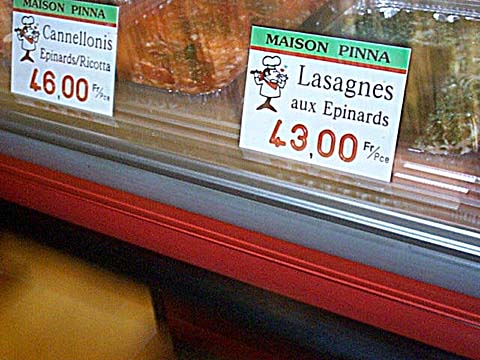 MAISON PINNA
Cannellonis
Epinards/Ricotta
46,00 Fr/Pce
MAISON PINNA
Lasagnes
aux Epinards
43,00 Fr/Pce